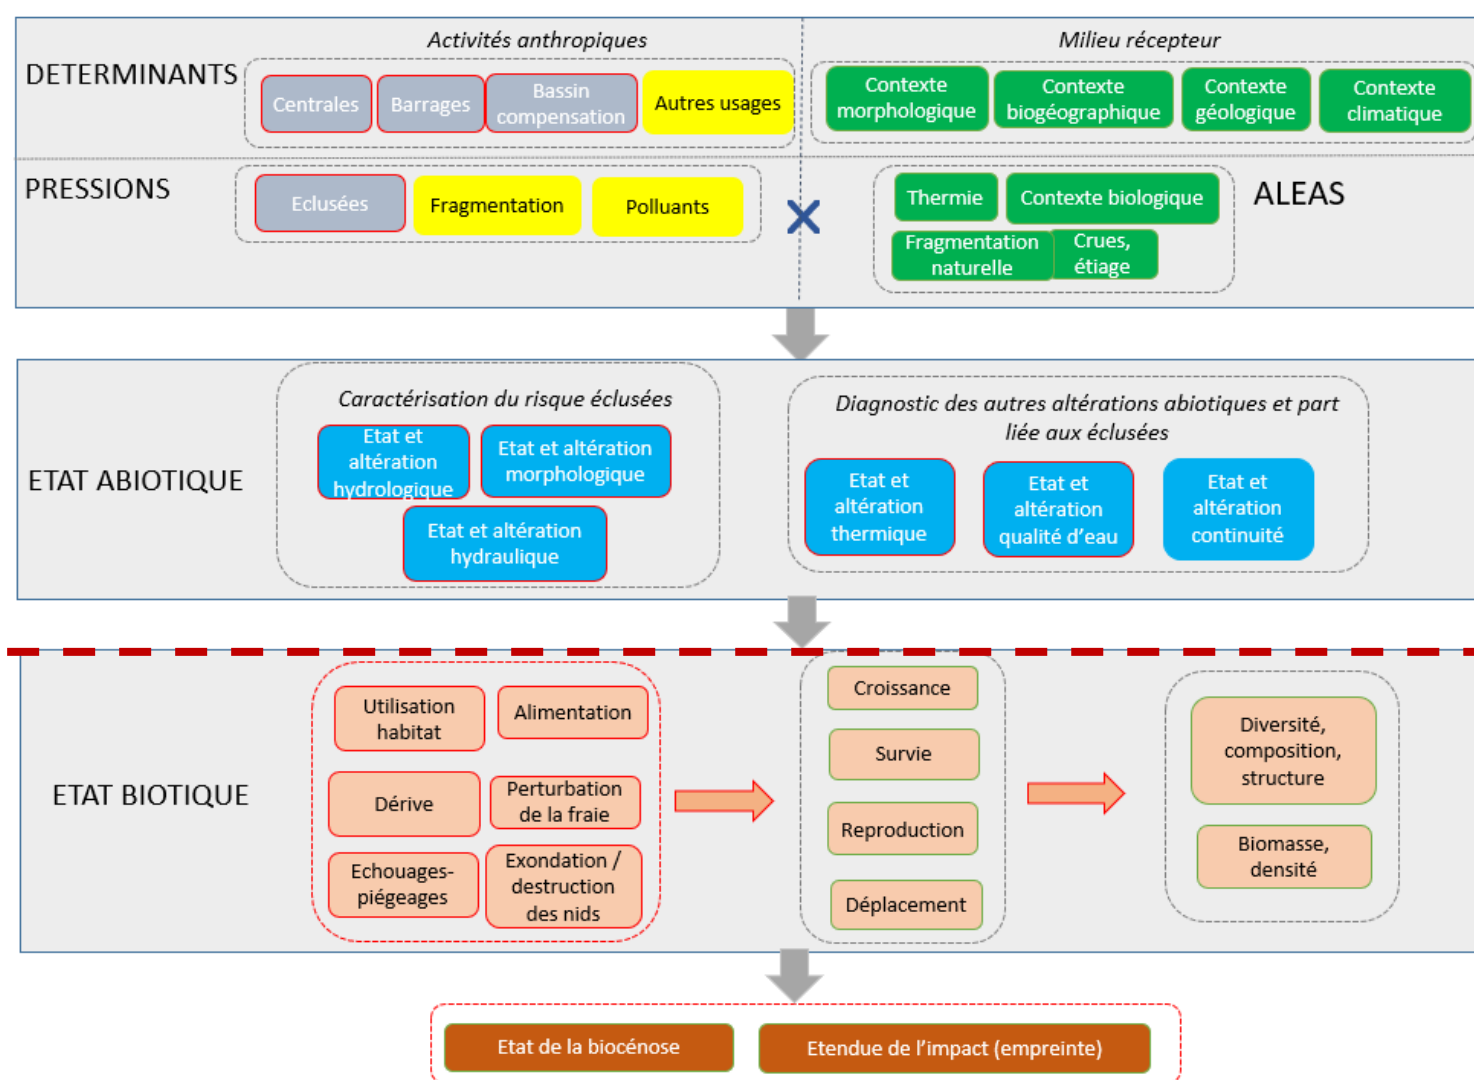 Activités anthropiques
Milieu récepteur
DETERMINANTS
Centrales
Barrages
Bassin
compensation
Autres usages
Contexte
morphologique
Contexte
biogéographique
Contexte
géologique
Contexte
climatique
PRESSIONS
Eclusées
Fragmentation
Polluants
Thermie
Contexte biologique
ALEAS
Fragmentation
naturelle
Crues,
étiage
ETAT ABIOTIQUE
Caractérisation du risque éclusées
Etat et
altération
hydrologique
Etat et altération
morphologique
Etat et altération
hydraulique
Diagnostic des autres altérations abiotiques et part
liée aux éclusées
Etat et
altération
thermique
Etat et
altération
qualité d'eau
Etat et
altération
continuité
ETAT BIOTIQUE
Utilisation
habitat
Alimentation
Dérive
Perturbation
de la fraie
Echouages-
piégeages
Exondation /
destruction
des nids
Croissance
Survie
Reproduction
Déplacement
Diversité,
composition,
structure
Biomasse,
densité
Etat de la biocénose
Etendue de l'impact (empreinte)